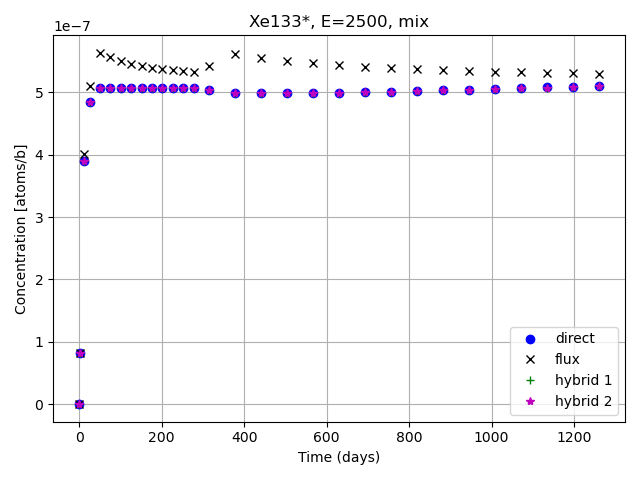 Xe133*, E=2500, mix
1e−7
5
4
3
2
1
0
Concentration [atoms/b]
0 200 400 600 800 1000 1200
Time (days)
direct
flux
hybrid 1
hybrid 2